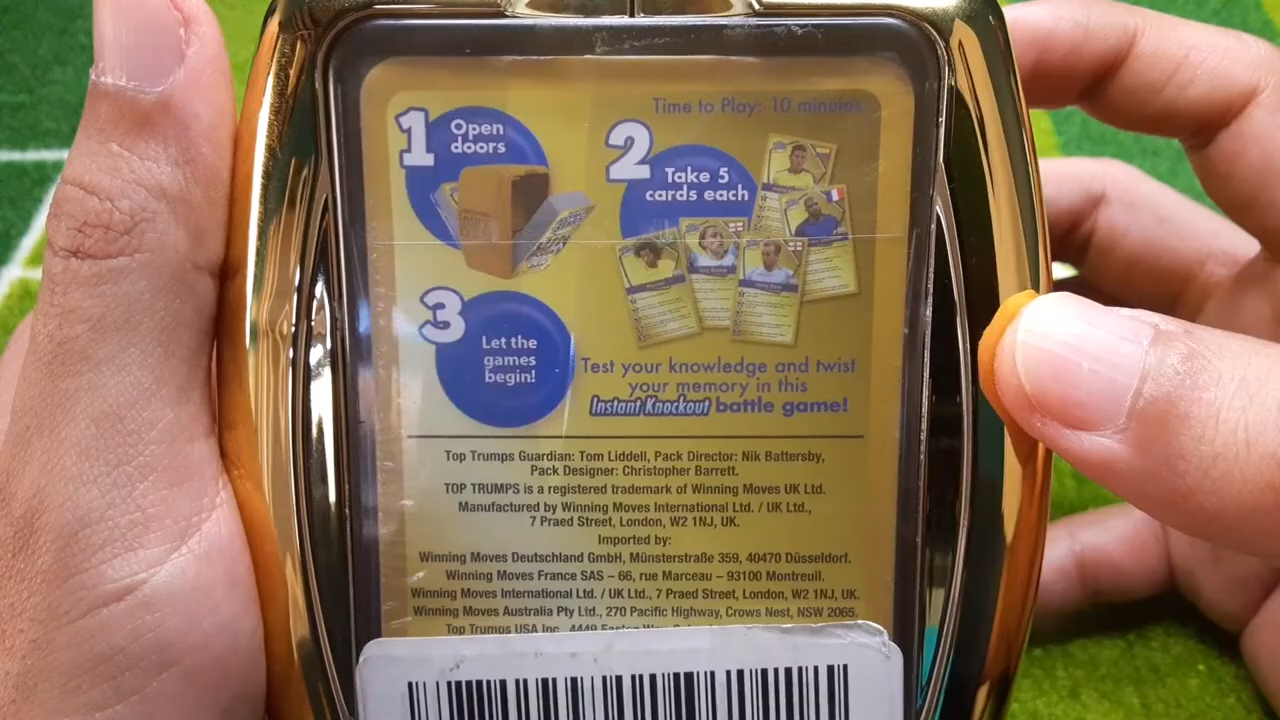 Time to Play: 10 minutes
1
Open
doors
2
Take 5
cards each
3
Let the
games
begin!
Test your knowledge and twist
your memory in this
Instant Knockout battle game!
Top Trumps Guardian: Tom Liddell, Pack Director: Nik Battersby,
Pack Designer: Christopher Barrett.
TOP TRUMPS is a registered trademark of Winning Moves UK Ltd.
Manufactured by Winning Moves International Ltd. / UK Ltd.,
7 Praed Street, London, W2 1NJ, UK.
Imported by:
Winning Moves Deutschland GmbH, Münsterstraße 359, 40470 Düsseldorf.
Winning Moves France SAS – 66, rue Marceau – 93100 Montreuil.
Winning Moves International Ltd. / UK Ltd., 7 Praed Street, London, W2 1NJ, UK.
Winning Moves Australia Pty Ltd., 270 Pacific Highway, Crows Nest, NSW 2065.
Top Trumps USA Inc., 4449 Easton Way